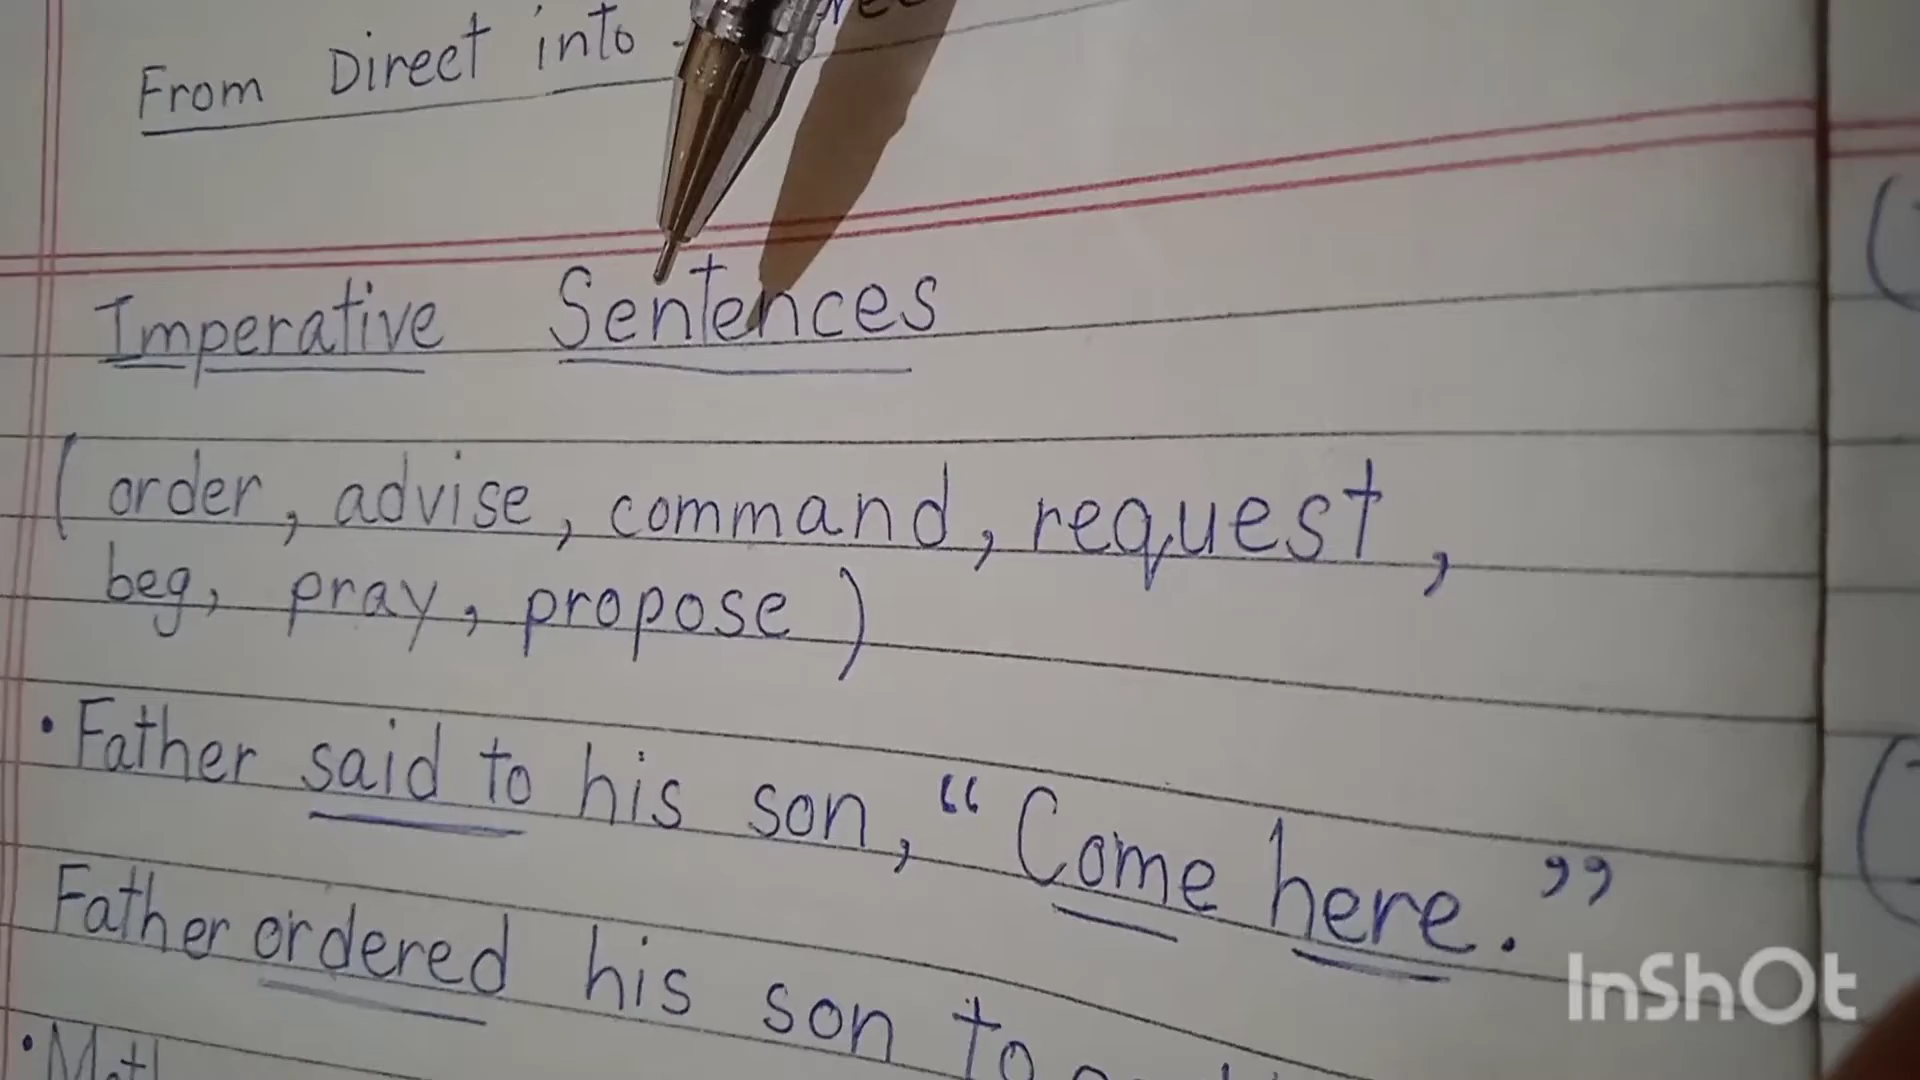 From Direct into
Imperative Sentences
(order, advise, command, request,
beg, pray, propose)
• Father said to his son, “Come here.”
Father ordered his son to
InShOt